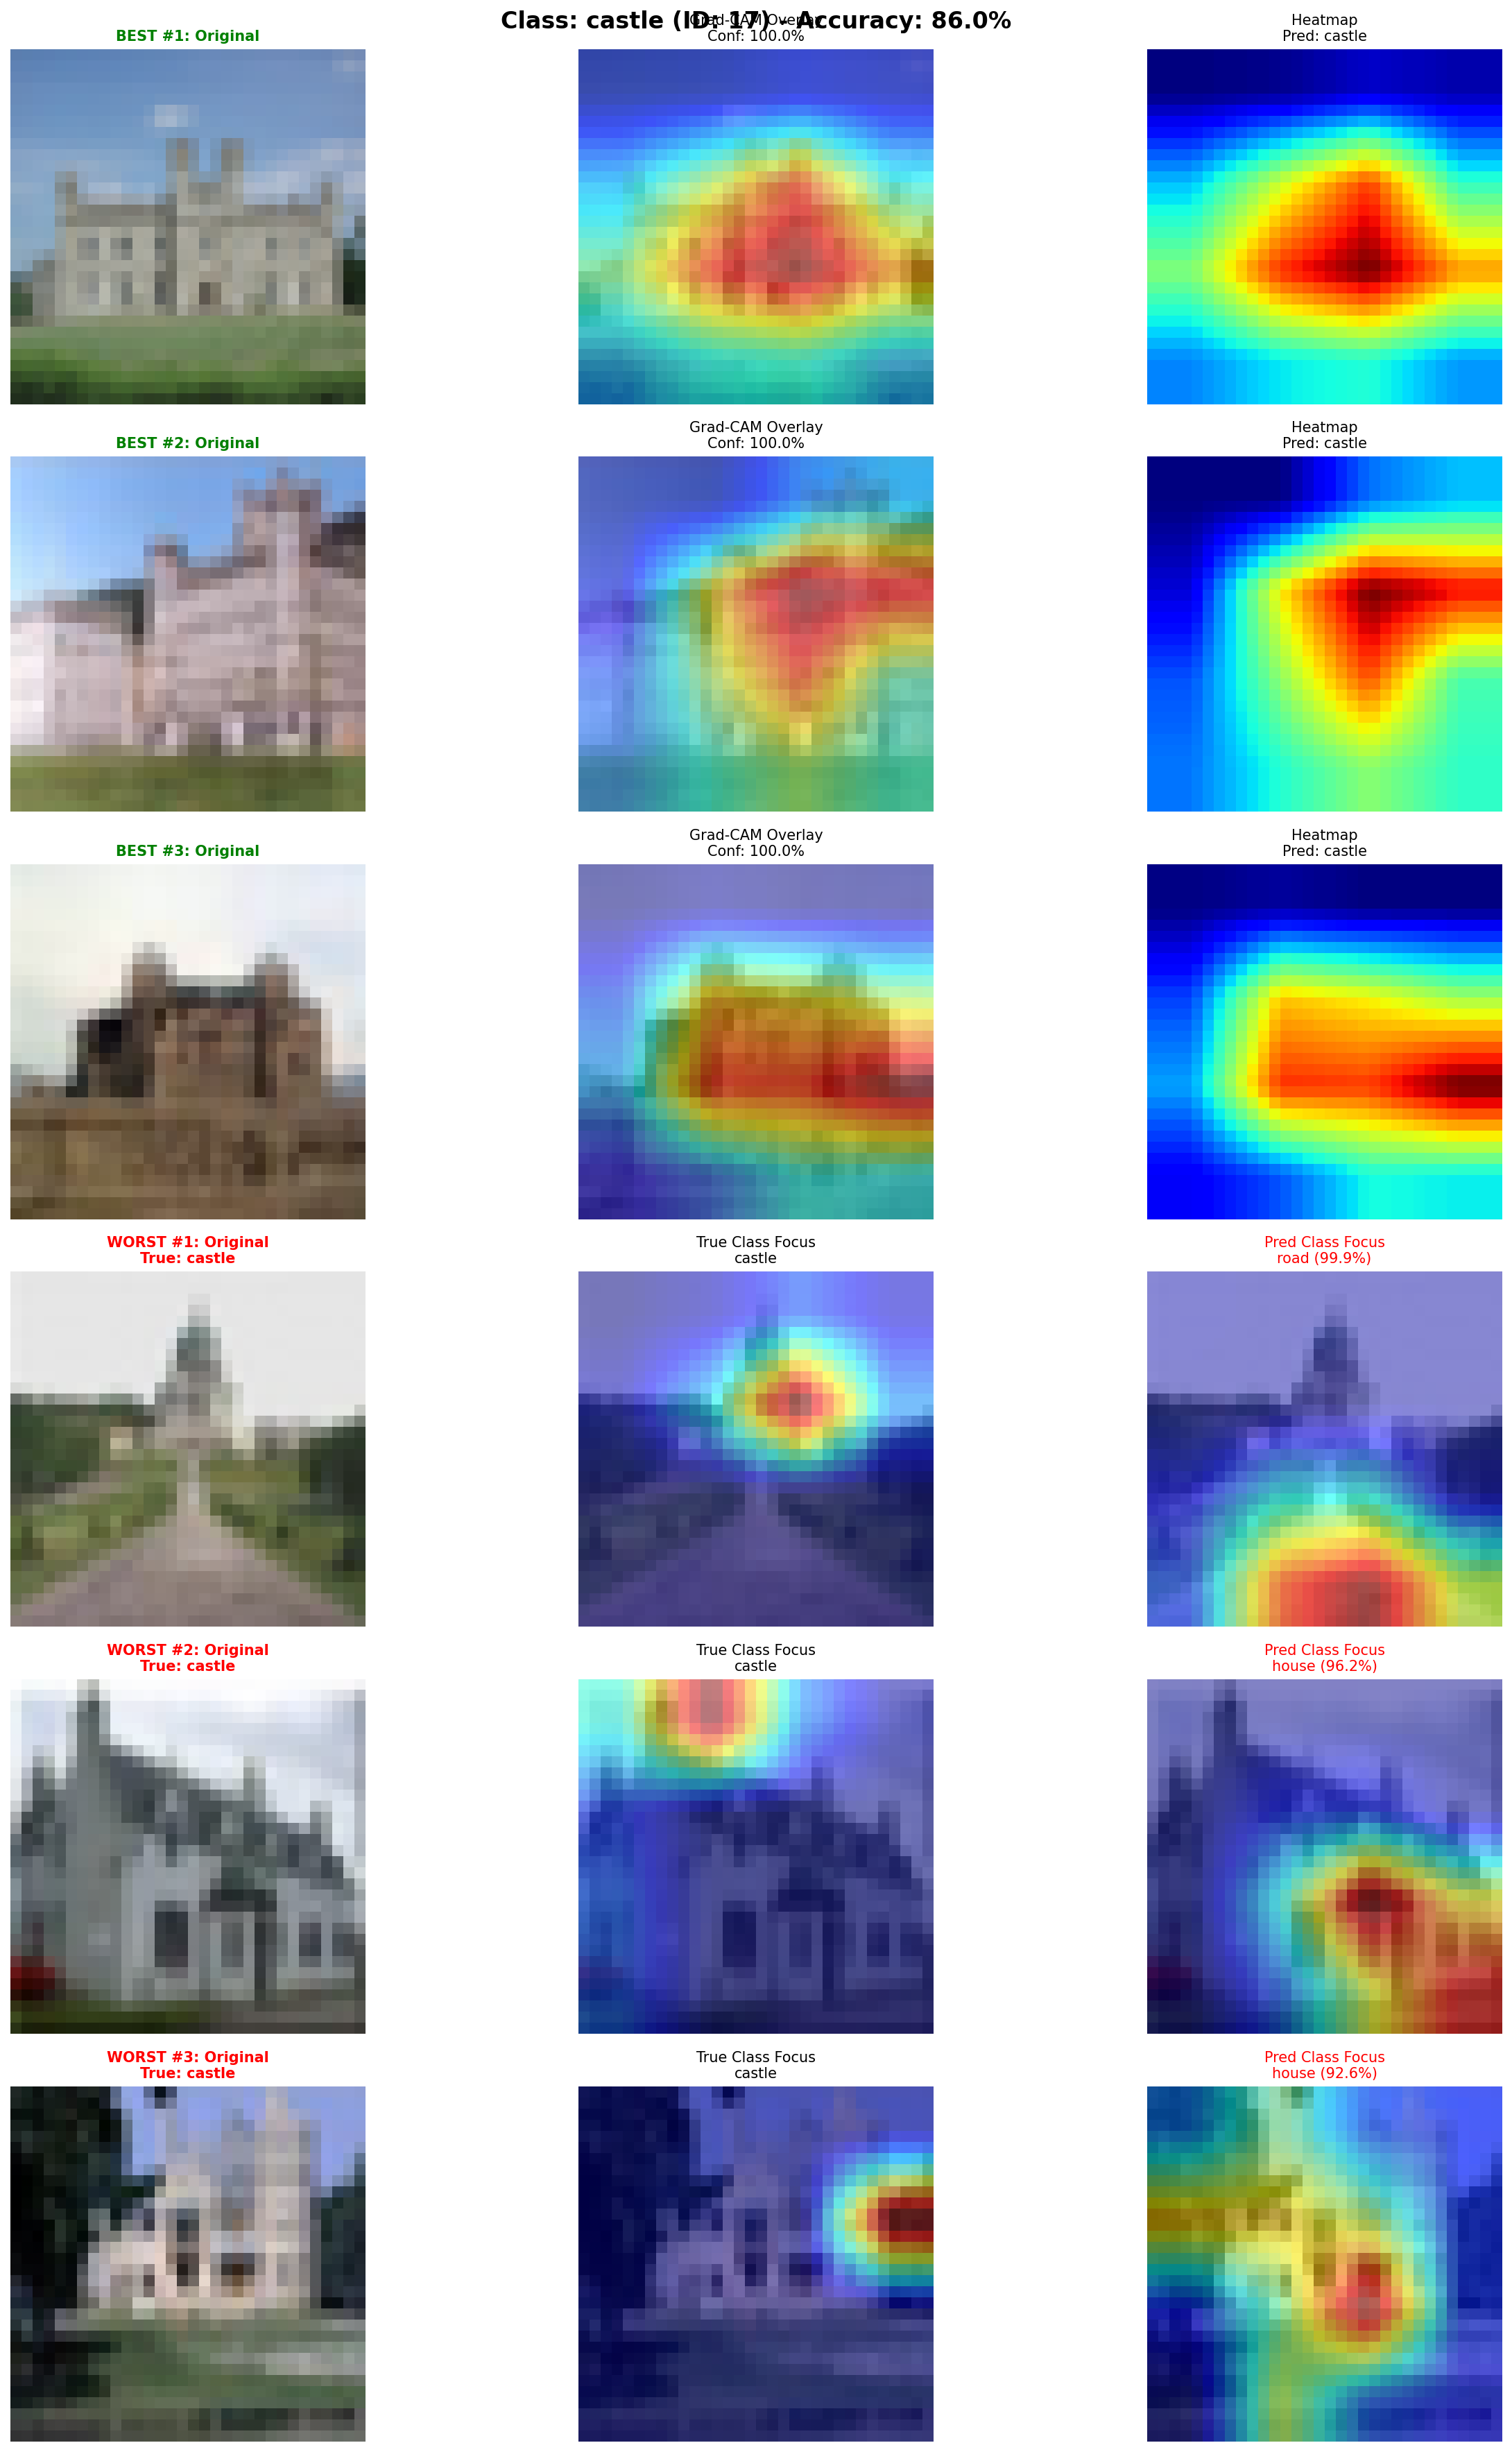 Class: castle (ID: 17) - Accuracy: 86.0%
BEST #1: Original
Grad-CAM Overlay
Conf: 100.0%
Heatmap
Pred: castle
BEST #2: Original
Grad-CAM Overlay
Conf: 100.0%
Heatmap
Pred: castle
BEST #3: Original
Grad-CAM Overlay
Conf: 100.0%
Heatmap
Pred: castle
WORST #1: Original
True: castle
True Class Focus
castle
Pred Class Focus
road (99.9%)
WORST #2: Original
True: castle
True Class Focus
castle
Pred Class Focus
house (96.2%)
WORST #3: Original
True: castle
True Class Focus
castle
Pred Class Focus
house (92.6%)